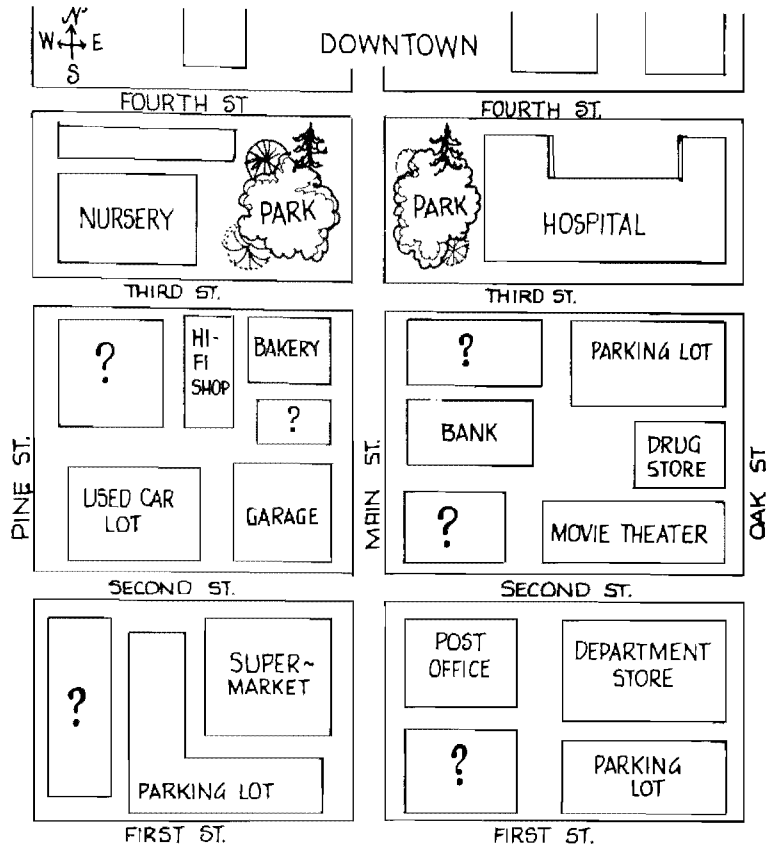 N
W E
S
DOWNTOWN
FOURTH ST
FOURTH ST.
NURSERY
PARK
PARK
HOSPITAL
THIRD ST.
THIRD ST.
?
HI-
FI
SHOP
BAKERY
?
USED CAR
LOT
GARAGE
?
PARKING LOT
BANK
DRUG
STORE
?
MOVIE THEATER
PINE ST.
MAIN ST.
OAK ST
SECOND ST.
SECOND ST.
?
SUPER~
MARKET
PARKING LOT
POST
OFFICE
DEPARTMENT
STORE
?
PARKING
LOT
FIRST ST.
FIRST ST.